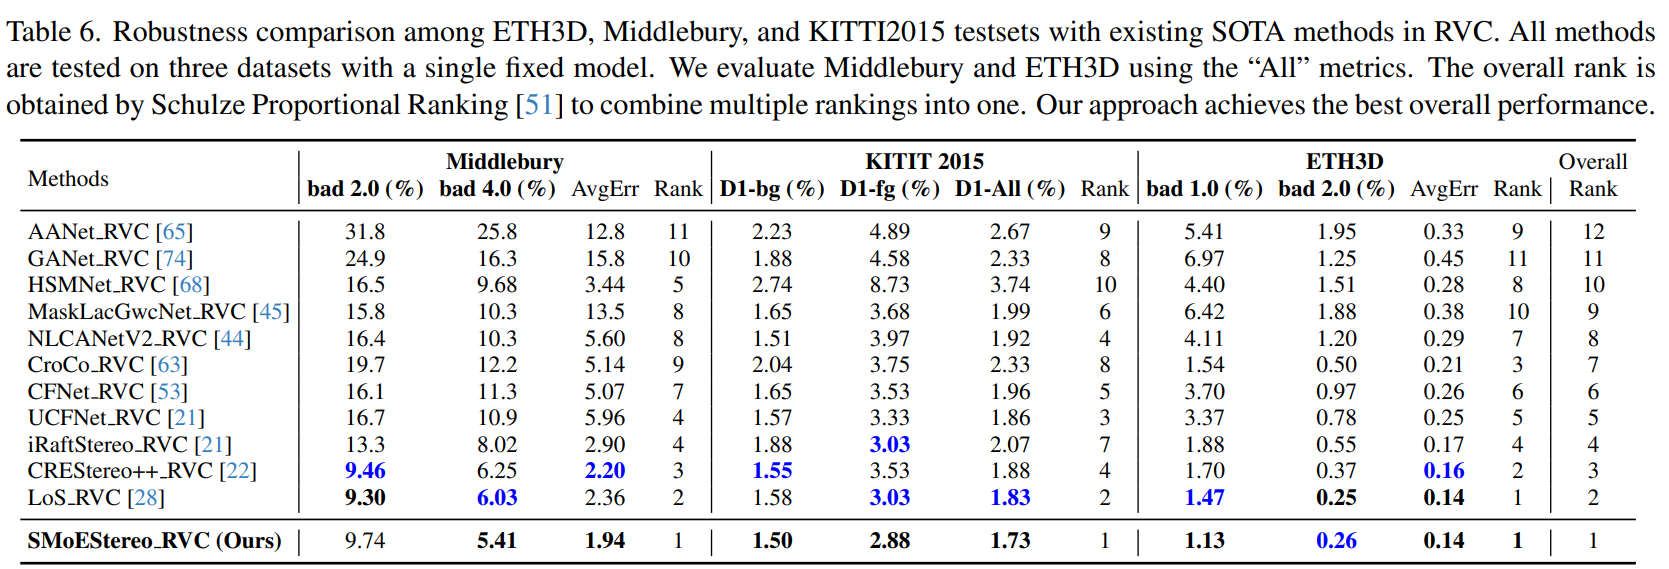 Table 6. Robustness comparison among ETH3D, Middlebury, and KITTI2015 testsets with existing SOTA methods in RVC. All methods
are tested on three datasets with a single fixed model. We evaluate Middlebury and ETH3D using the “All” metrics. The overall rank is
obtained by Schulze Proportional Ranking [51] to combine multiple rankings into one. Our approach achieves the best overall performance.
Methods Middlebury KITIT 2015 ETH3D Overall
bad 2.0 (%) bad 4.0 (%) AvgErr Rank D1-bg (%) D1-fg (%) D1-All (%) Rank bad 1.0 (%) bad 2.0 (%) AvgErr Rank Rank
AANet_RVC [65] 31.8 25.8 12.8 11 2.23 4.89 2.67 9 5.41 1.95 0.33 9 12
GANet_RVC [74] 24.9 16.3 15.8 10 1.88 4.58 2.33 8 6.97 1.25 0.45 11 11
HSMNet_RVC [68] 16.5 9.68 3.44 5 2.74 8.73 3.74 10 4.40 1.51 0.28 8 10
MaskLacGwcNet_RVC [45] 15.8 10.3 13.5 8 1.65 3.68 1.99 6 6.42 1.88 0.38 10 9
NLCANetV2_RVC [44] 16.4 10.3 5.60 8 1.51 3.97 1.92 4 4.11 1.20 0.29 7 8
CroCo_RVC [63] 19.7 12.2 5.14 9 2.04 3.75 2.33 8 1.54 0.50 0.21 3 7
CFNet_RVC [53] 16.1 11.3 5.07 7 1.65 3.53 1.96 5 3.70 0.97 0.26 6 6
UCFNet_RVC [21] 16.7 10.9 5.96 4 1.57 3.33 1.86 3 3.37 0.78 0.25 5 5
iRaftStereo_RVC [21] 13.3 8.02 2.90 4 1.88 3.03 2.07 7 1.88 0.55 0.17 4 4
CREStereo++_RVC [22] 9.46 6.25 2.20 3 1.55 3.53 1.88 4 1.70 0.37 0.16 2 3
LoS_RVC [28] 9.30 6.03 2.36 2 1.58 3.03 1.83 2 1.47 0.25 0.14 1 2
SMoEStereo_RVC (Ours) 9.74 5.41 1.94 1 1.50 2.88 1.73 1 1.13 0.26 0.14 1 1